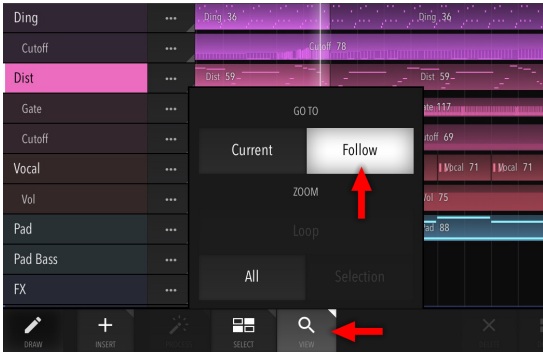 Ding ••• Ding 36 Ding 36
Cutoff ••• Cutoff 78
Dist ••• Dist 59 Dist 59
Gate •••
GO TO
ate 117
Cutoff •••
Current Follow
utoff 69
Vocal •••
Vocal 71 Vocal 71
Vol •••
ZOOM
Vol 75
Pad •••
Loop
Pad 88
Pad Bass •••
All Selection
FX •••
DRAW INSERT SELECT VIEW